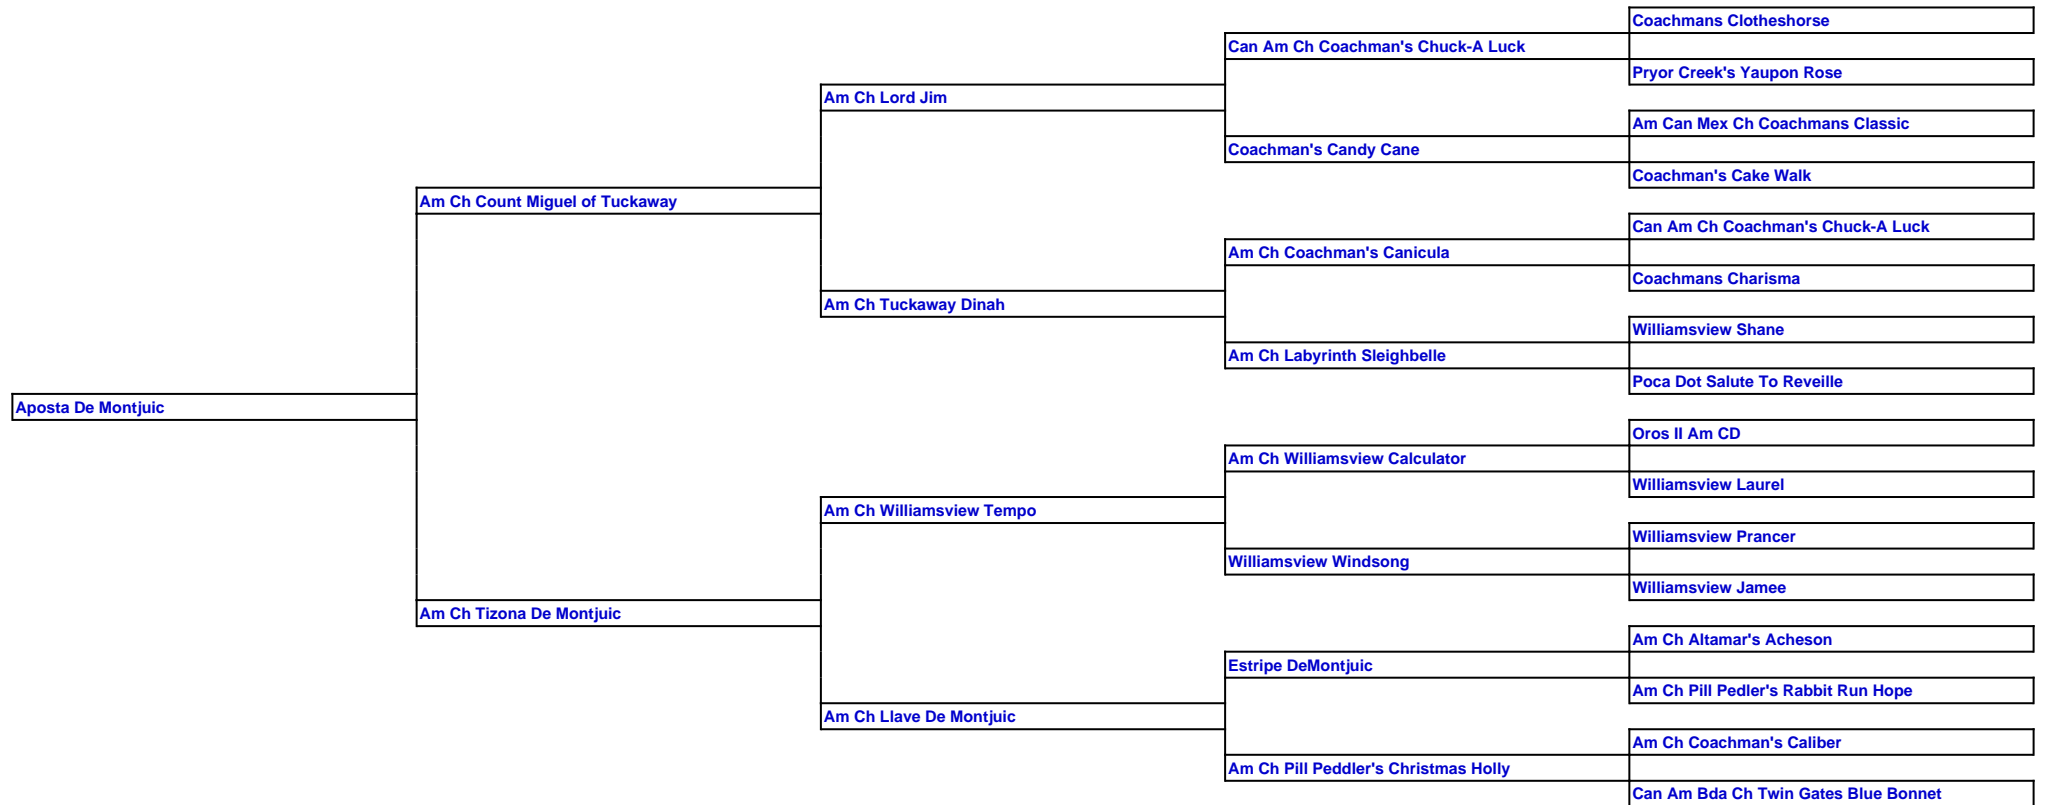 Coachmans Clotheshorse
Can Am Ch Coachman's Chuck-A Luck
Pryor Creek's Yaupon Rose
Am Ch Lord Jim
Am Can Mex Ch Coachmans Classic
Coachman's Candy Cane
Coachman's Cake Walk
Am Ch Count Miguel of Tuckaway
Can Am Ch Coachman's Chuck-A Luck
Am Ch Coachman's Canicula
Coachmans Charisma
Am Ch Tuckaway Dinah
Williamsview Shane
Am Ch Labyrinth Sleighbelle
Poca Dot Salute To Reveille
Aposta De Montjuic
Oros II Am CD
Am Ch Williamsview Calculator
Williamsview Laurel
Am Ch Williamsview Tempo
Williamsview Prancer
Williamsview Windsong
Williamsview Jamee
Am Ch Tizona De Montjuic
Am Ch Altamar's Acheson
Estripe DeMontjuic
Am Ch Pill Pedler's Rabbit Run Hope
Am Ch Llave De Montjuic
Am Ch Coachman's Caliber
Am Ch Pill Peddler's Christmas Holly
Can Am Bda Ch Twin Gates Blue Bonnet